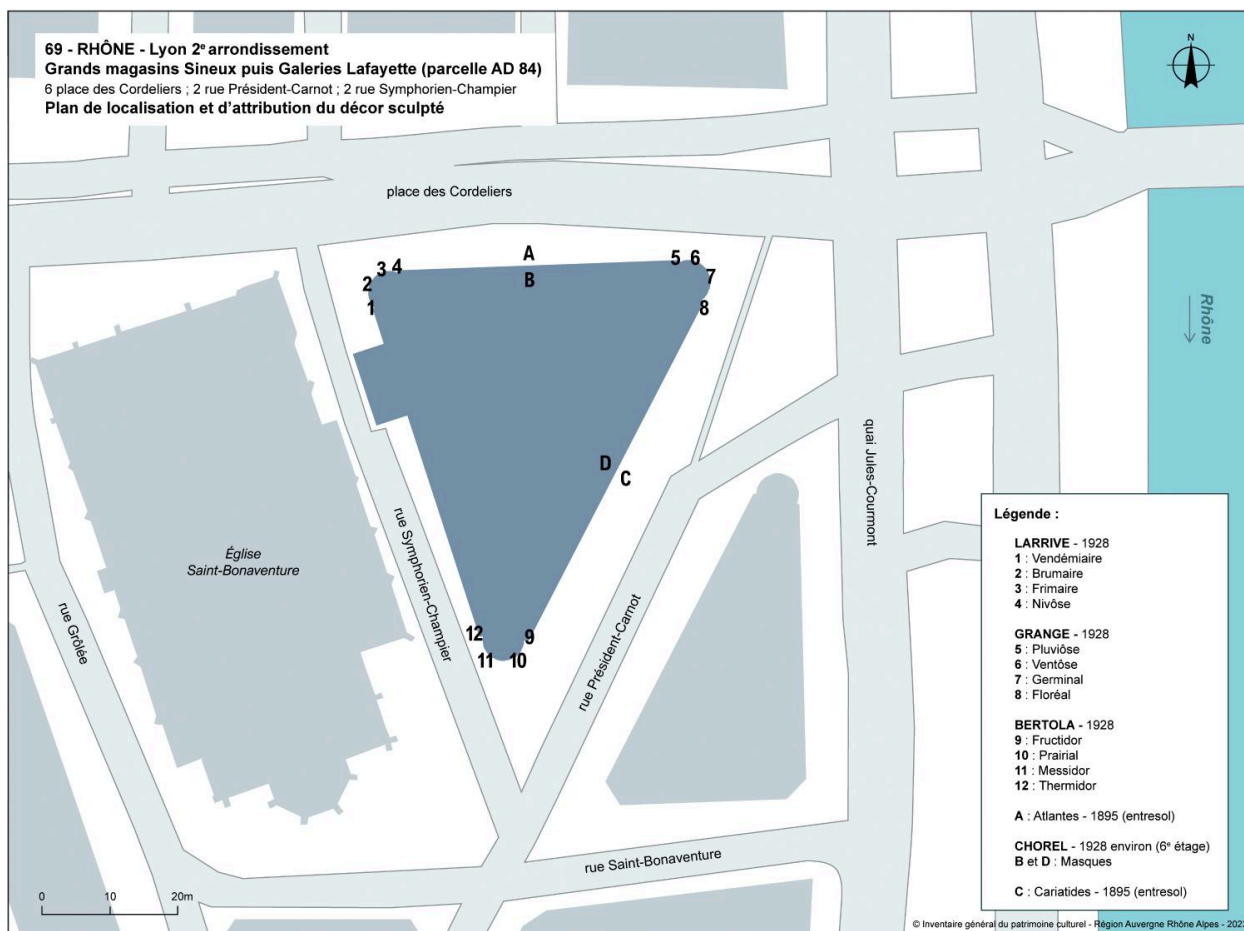 69 - RHÔNE - Lyon 2e arrondissement
Grands magasins Sineux puis Galeries Lafayette (parcelle AD 84)
6 place des Cordeliers ; 2 rue Président-Carnot ; 2 rue Symphorien-Champier
Plan de localisation et d'attribution du décor sculpté
N
place des Cordeliers
A
B
1
2
3
4
5
6
7
8
D
C
Rhône
quai Jules-Courmont
Église
Saint-Bonaventure
rue Grôlée
rue Symphorien-Champier
rue Président-Carnot
12
11
10
9
rue Saint-Bonaventure
0 10 20m
Légende :
LARRIVE - 1928
1 : Vendémiaire
2 : Brumaire
3 : Frimaire
4 : Nivôse
GRANGE - 1928
5 : Pluviôse
6 : Ventôse
7 : Germinal
8 : Floréal
BERTOLA - 1928
9 : Fructidor
10 : Prairial
11 : Messidor
12 : Thermidor
A : Atlantes - 1895 (entresol)
CHOREL - 1928 environ (6e étage)
B et D : Masques
C : Cariatides - 1895 (entresol)
© Inventaire général du patrimoine culturel - Région Auvergne Rhône Alpes -